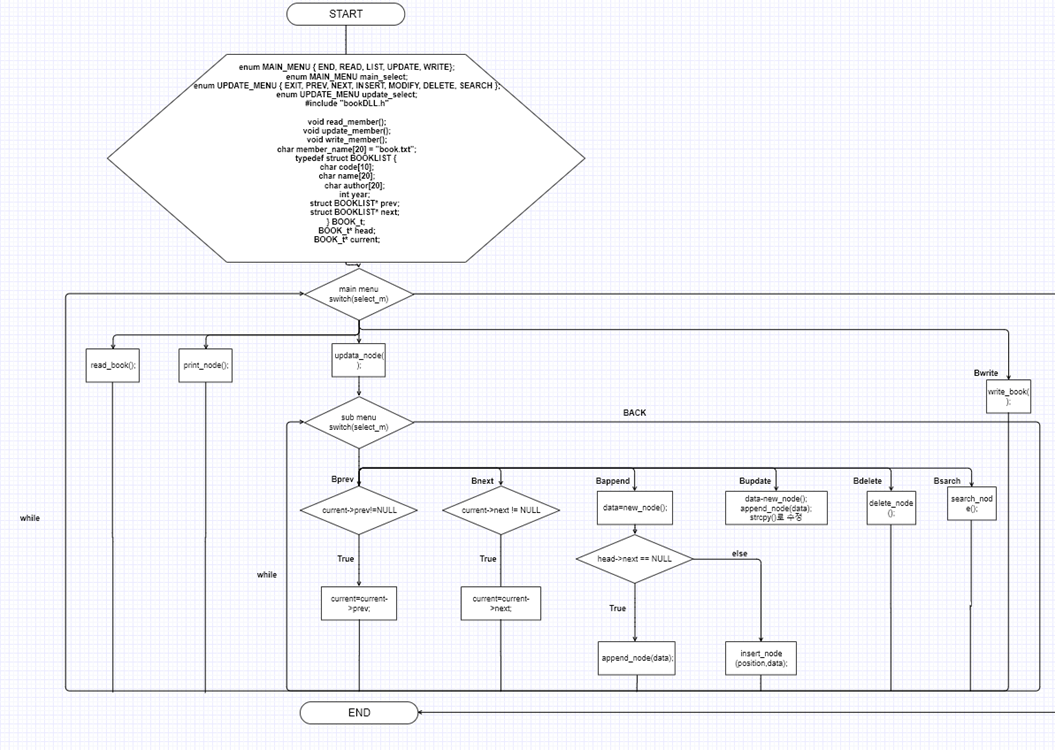 START
enum MAIN_MENU { END, READ, LIST, UPDATE, WRITE};
enum MAIN_MENU main_select;
enum UPDATE_MENU { EXIT, PREV, NEXT, INSERT, MODIFY, DELETE, SEARCH };
enum UPDATE_MENU update_select;
#include "bookDLL.h"
void read_member();
void update_member();
void write_member();
char member_name[20] = "book.txt";
typedef struct BOOKLIST {
char code[10];
char name[20];
char author[20];
int year;
struct BOOKLIST* prev;
struct BOOKLIST* next;
} BOOK_t;
BOOK_t* head;
BOOK_t* current;
main menu
switch(select_m)
read_book();
print_node();
updata_node(
);
Bwrite
write_book(
);
sub menu
switch(select_m)
BACK
Bprev
Bnext
Bappend
Bupdate
Bdelete
Bsarch
current->prev!=NULL
current->next != NULL
data=new_node();
data-new_node();
append_node(data);
strcpy()로 수정
delete_node
();
search_nod
e();
while
while
True
True
head->next == NULL
else
current=current-
>prev;
current=current-
>next;
True
append_node(data);
insert_node
(position,data);
END